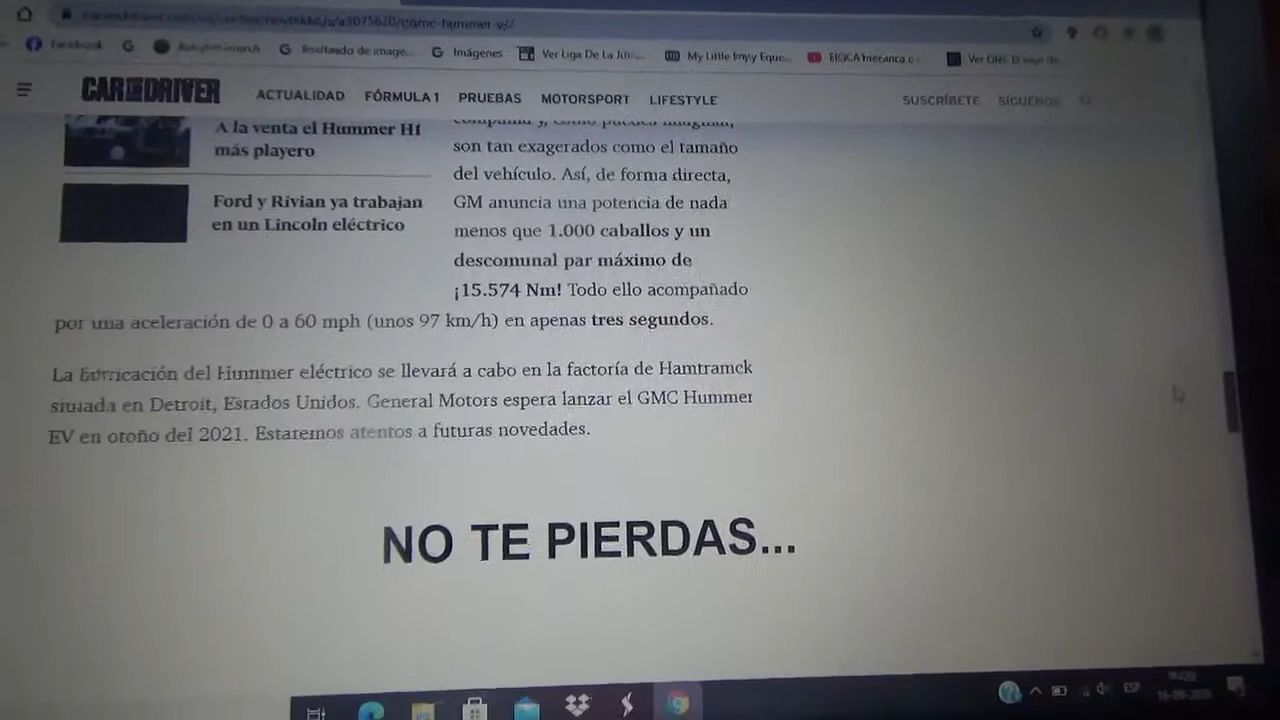 Facebook
Imágenes
CAR DRIVER
ACTUALIDAD FÓRMULA 1 PRUEBAS MOTORSPORT LIFESTYLE SUSCRÍBETE SÍGUENOS
A la venta el Hummer H1
más playero
Ford y Rivian ya trabajan
en un Lincoln eléctrico
son tan exagerados como el tamaño
del vehículo. Así, de forma directa,
GM anuncia una potencia de nada
menos que 1.000 caballos y un
descomunal par máximo de
¡15.574 Nm! Todo ello acompañado
por una aceleración de 0 a 60 mph (unos 97 km/h) en apenas tres segundos.
La fabricación del Hummer eléctrico se llevará a cabo en la factoría de Hamtramck
situada en Detroit, Estados Unidos. General Motors espera lanzar el GMC Hummer
EV en otoño del 2021. Estaremos atentos a futuras novedades.
NO TE PIERDAS...
ESP